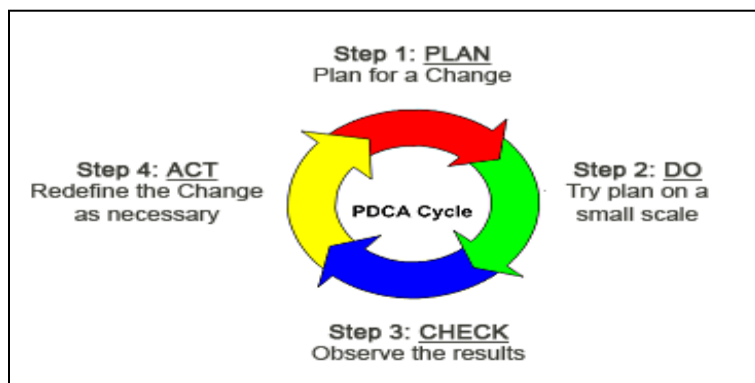 Step 1: PLAN
Plan for a Change
Step 4: ACT
Redefine the Change
as necessary
PDCA Cycle
Step 2: DO
Try plan on a
small scale
Step 3: CHECK
Observe the results